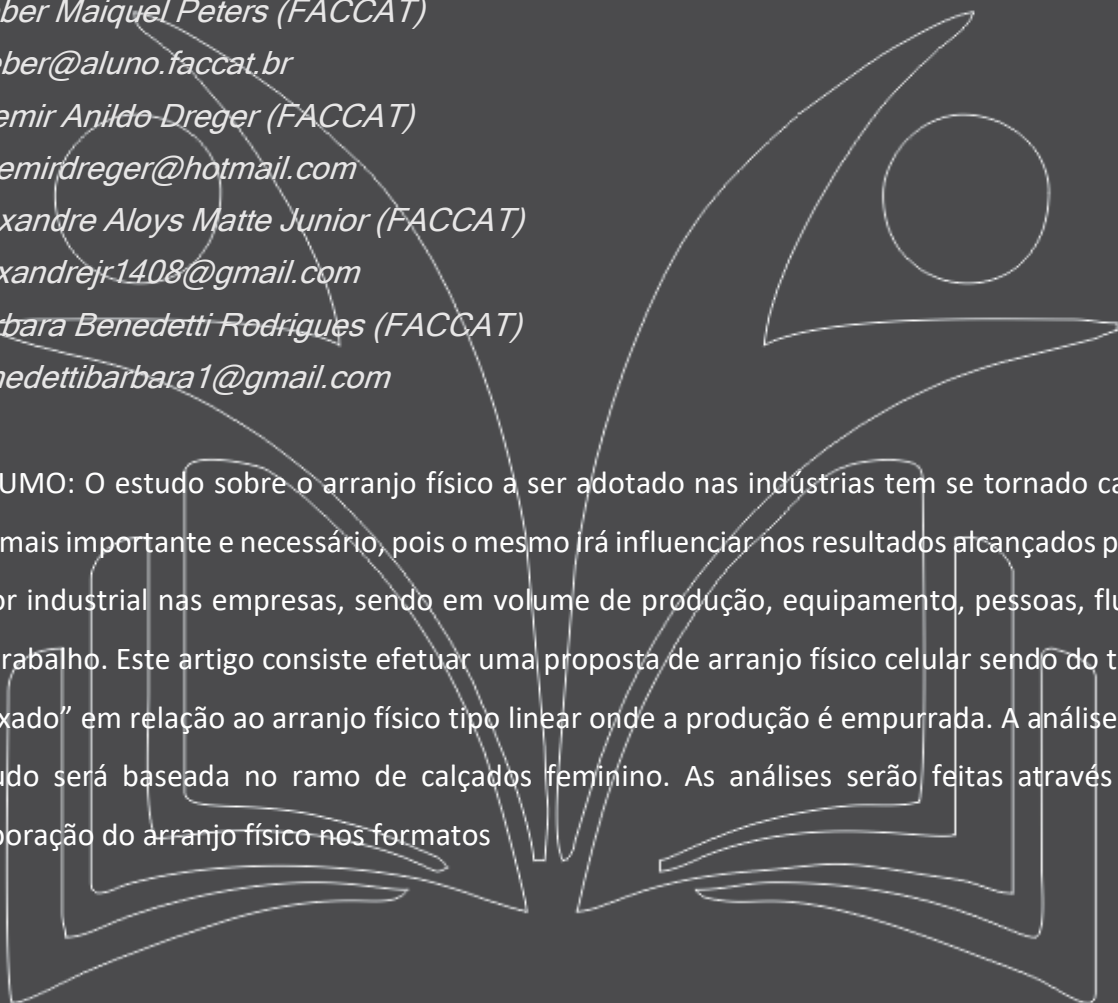 ber Maiquel Peters (FACCAT)
eber@aluno.faccat.br
emir Anildo Dreger (FACCAT)
emirdreger@hotmail.com
xandre Aloys Matte Junior (FACCAT)
xandrejr1408@gmail.com
rbara Benedetti Rodrigues (FACCAT)
nedettibarbara1@gmail.com
UMO: O estudo sobre o arranjo físico a ser adotado nas indústrias tem se tornado ca
mais importante e necessário, pois o mesmo irá influenciar nos resultados alcançados p
or industrial nas empresas, sendo em volume de produção, equipamento, pessoas, flu
trabalho. Este artigo consiste efetuar uma proposta de arranjo físico celular sendo do t
xado” em relação ao arranjo físico tipo linear onde a produção é empurrada. A análise
udo será baseada no ramo de calçados feminino. As análises serão feitas através
boração do arranjo físico nos formatos